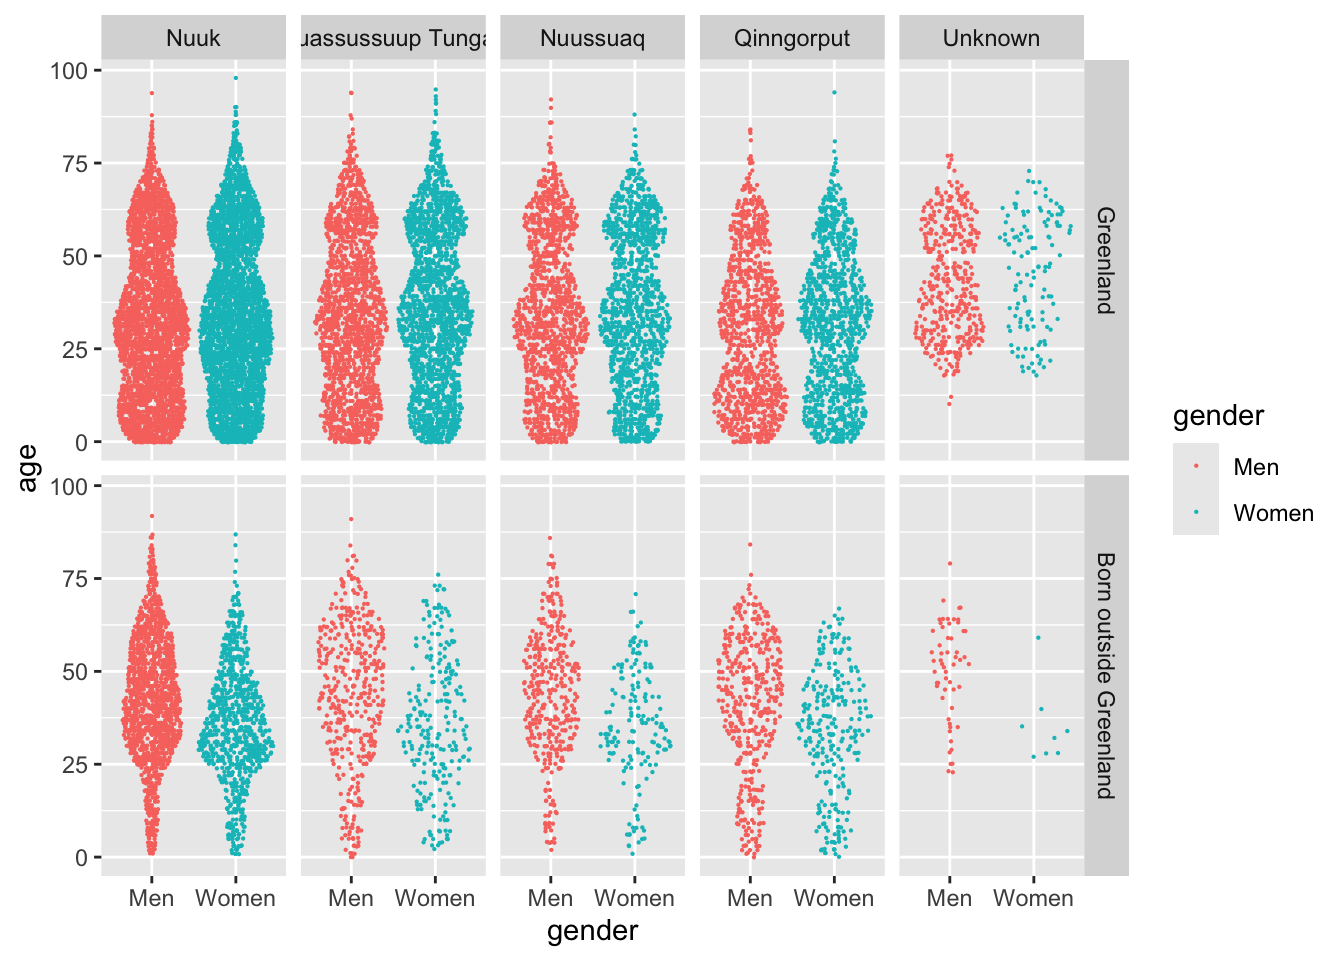 Nuuk
uassussuup Tunga
Nuussuaq
Qinngorput
Unknown
100
75
50
25
0
Greenland
100
75
50
25
0
Born outside Greenland
age
Men Women
Men Women
Men Women
Men Women
Men Women
gender
gender
Men
Women